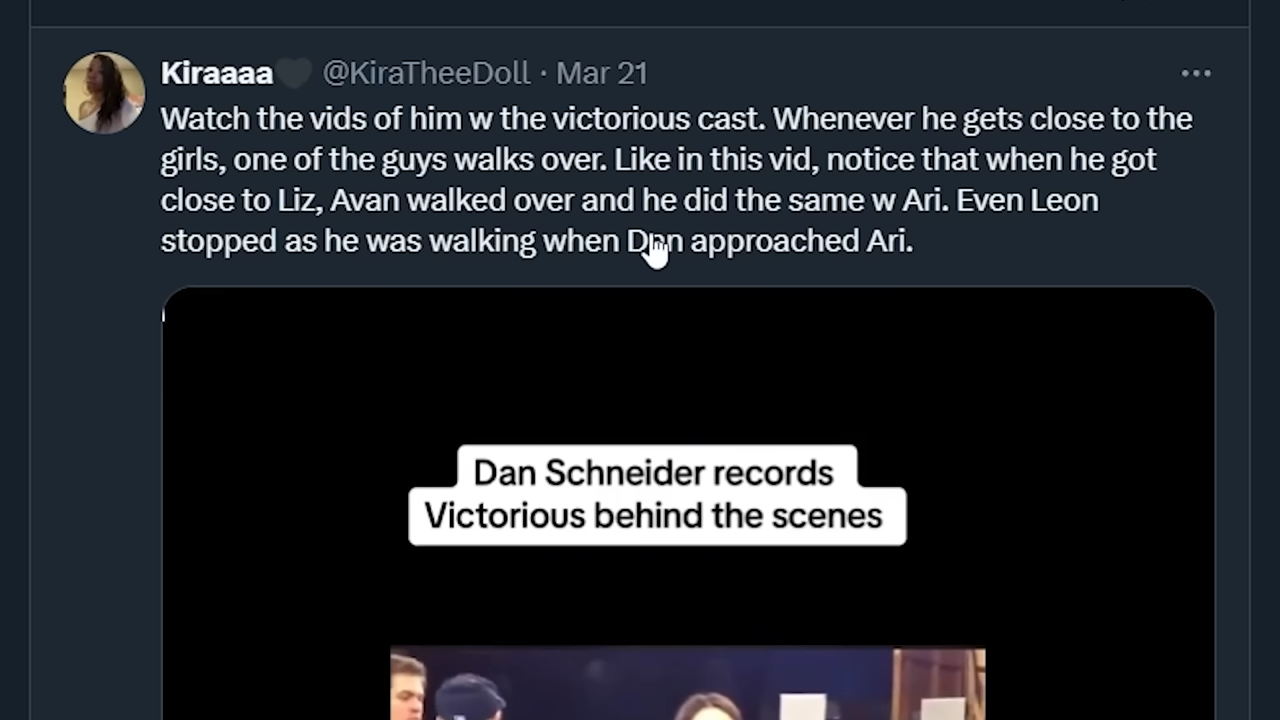 Kiraaaa🖤 @KiraTheeDoll · Mar 21
Watch the vids of him w the victorious cast. Whenever he gets close to the
girls, one of the guys walks over. Like in this vid, notice that when he got
close to Liz, Avan walked over and he did the same w Ari. Even Leon
stopped as he was walking when Dan approached Ari.
Dan Schneider records
Victorious behind the scenes